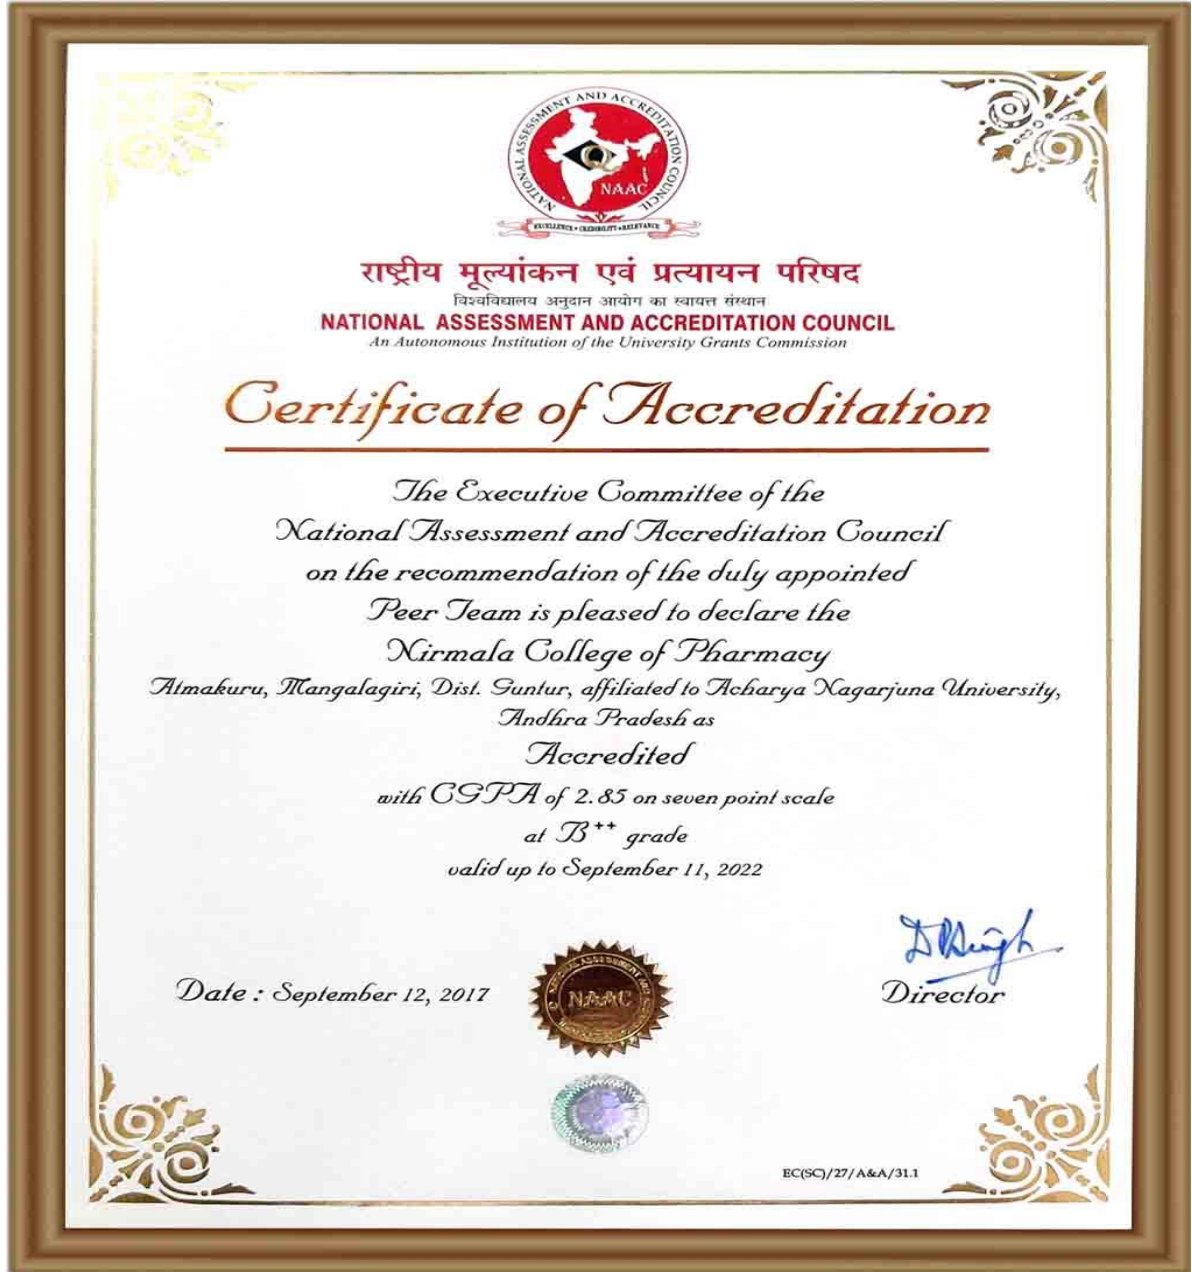 NATIONAL ASSESSMENT AND ACCREDITATION COUNCIL
NAAC
EXCELLENCE • CREDIBILITY • RELEVANCE
राष्ट्रीय मूल्यांकन एवं प्रत्यायन परिषद
विश्वविद्यालय अनुदान आयोग का स्वायत्त संस्थान
NATIONAL ASSESSMENT AND ACCREDITATION COUNCIL
An Autonomous Institution of the University Grants Commission
Certificate of Accreditation
The Executive Committee of the
National Assessment and Accreditation Council
on the recommendation of the duly appointed
Peer Team is pleased to declare the
Nirmala College of Pharmacy
Atmakuru, Mangalagiri, Dist. Guntur, affiliated to Acharya Nagarjuna University,
Andhra Pradesh as
Accredited
with CGPA of 2.85 on seven point scale
at B⁺⁺ grade
valid up to September 11, 2022
DPSingh
Date : September 12, 2017
NAAC
Director
EC(SC)/27/A&A/31.1